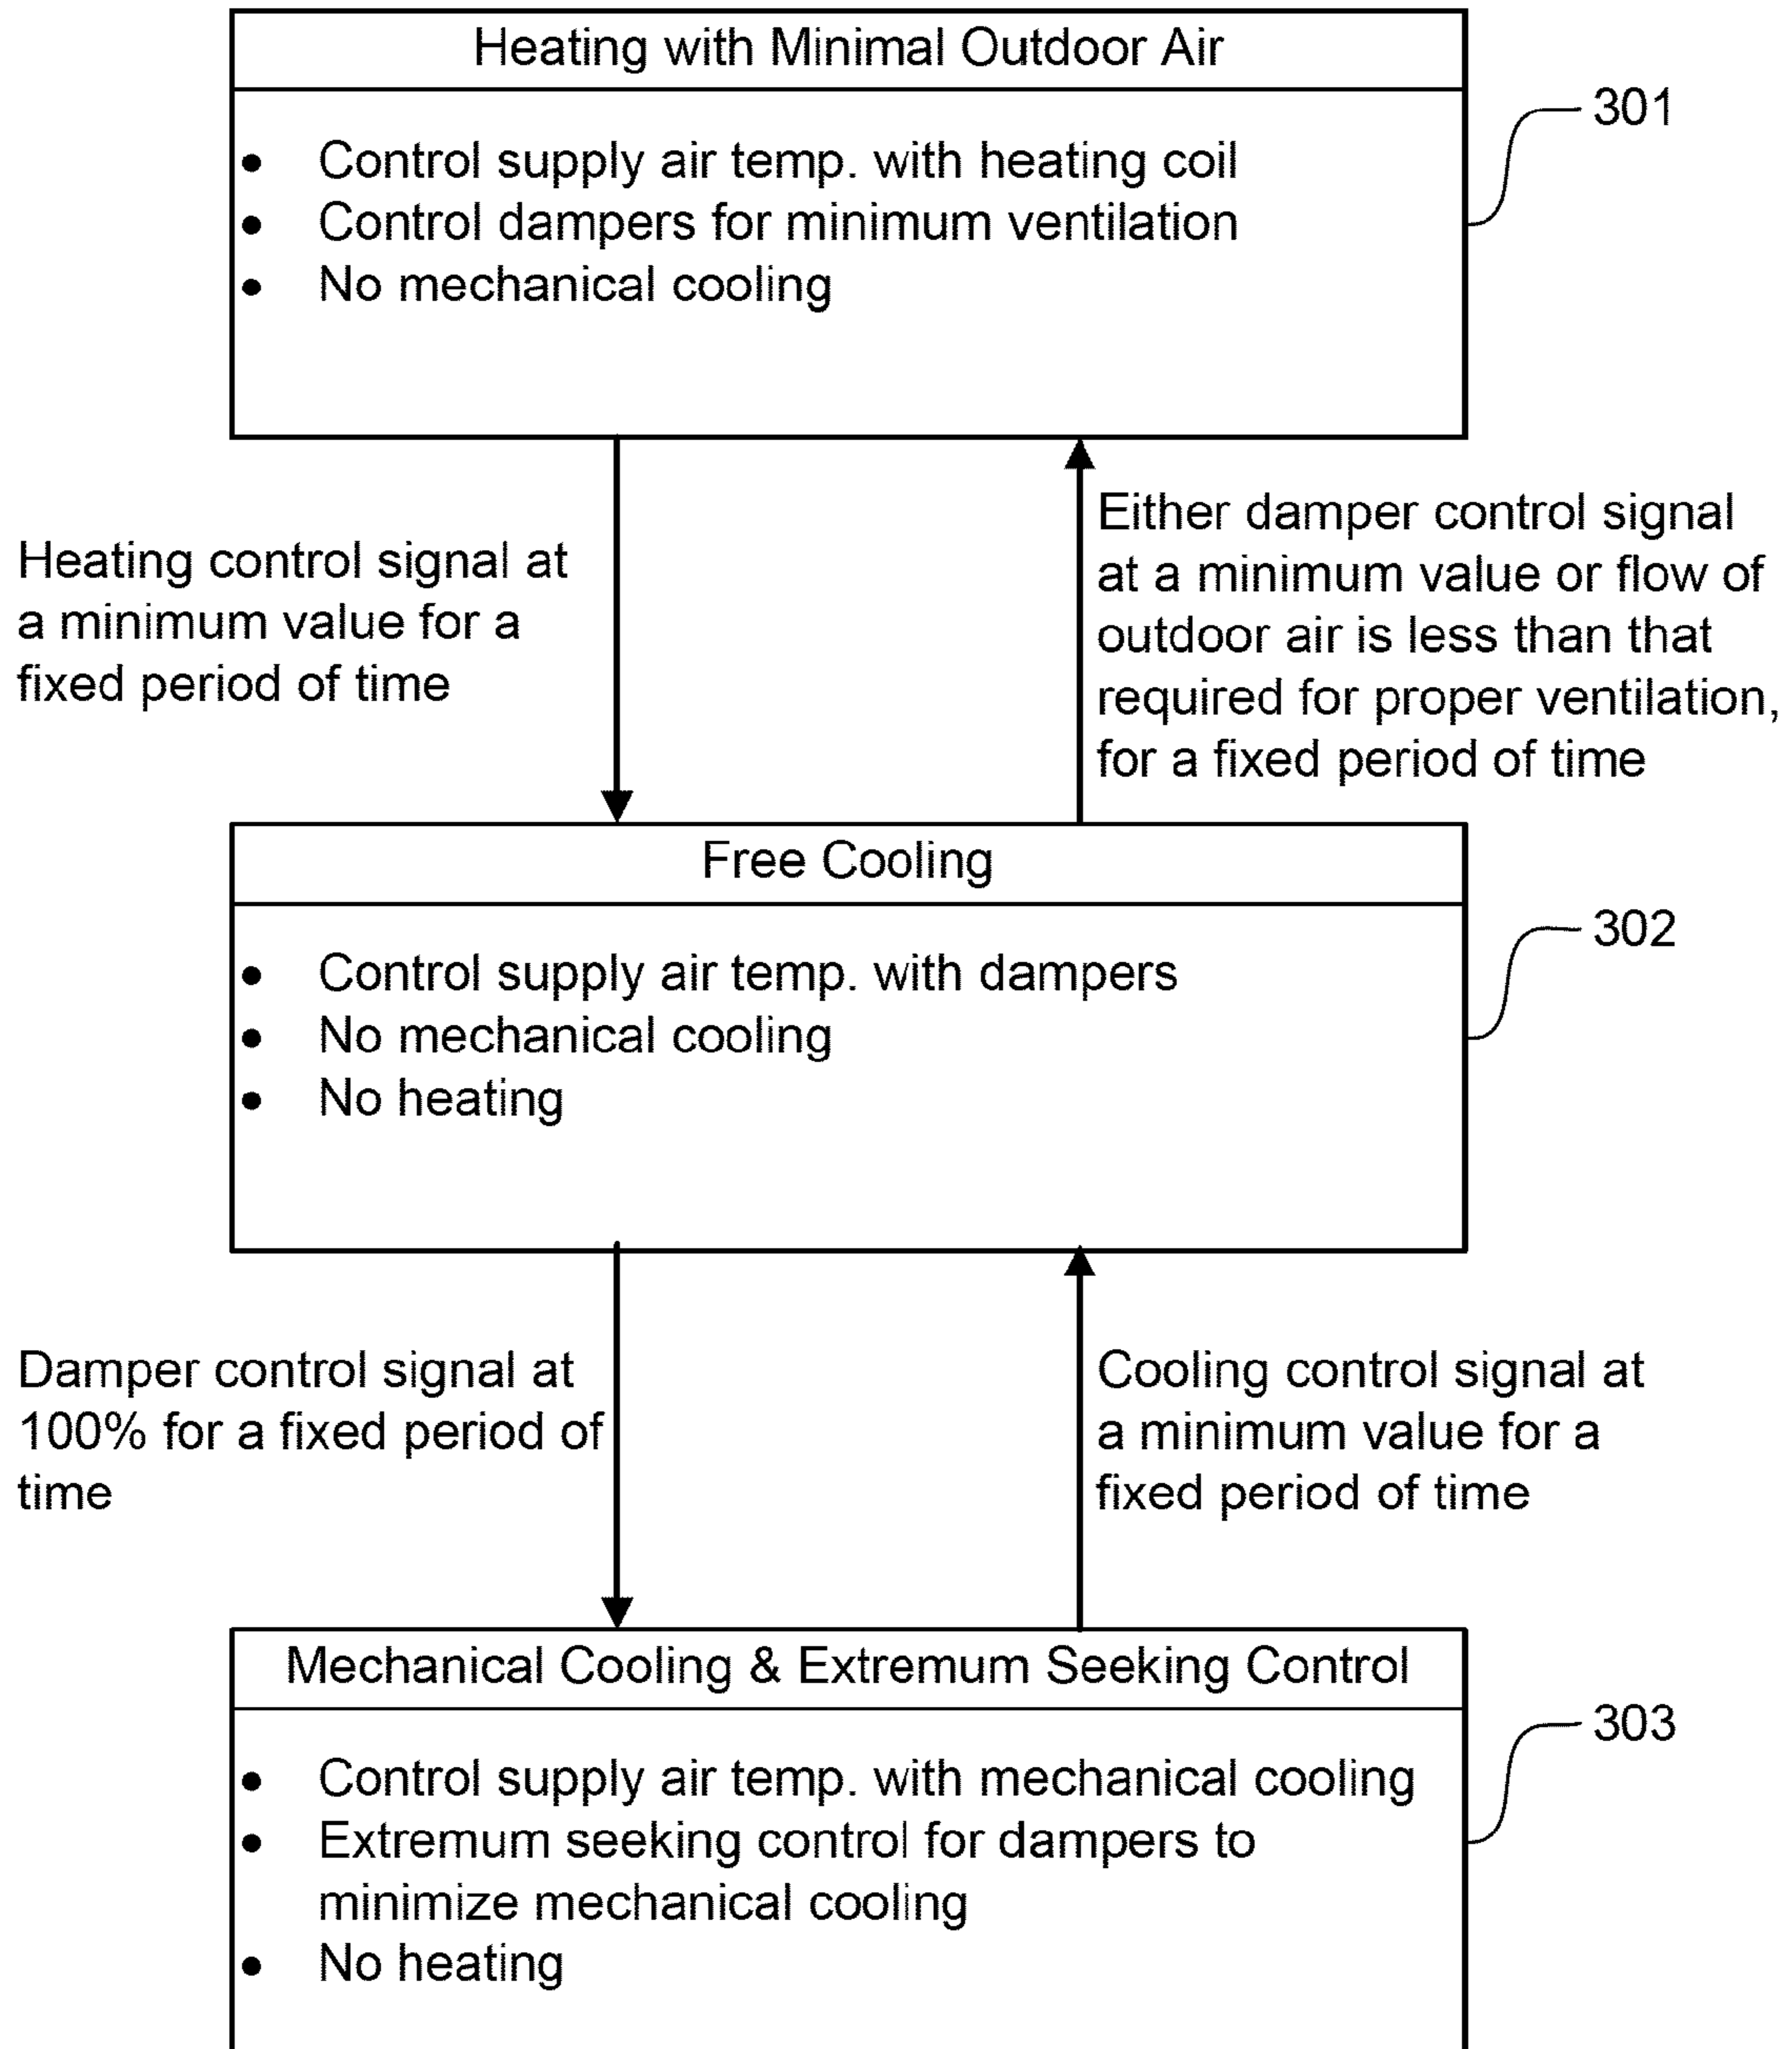 Heating with Minimal Outdoor Air
301
• Control supply air temp. with heating coil
• Control dampers for minimum ventilation
• No mechanical cooling
Heating control signal at
a minimum value for a
fixed period of time
Either damper control signal
at a minimum value or flow of
outdoor air is less than that
required for proper ventilation,
for a fixed period of time
Free Cooling
302
• Control supply air temp. with dampers
• No mechanical cooling
• No heating
Damper control signal at
100% for a fixed period of
time
Cooling control signal at
a minimum value for a
fixed period of time
Mechanical Cooling & Extremum Seeking Control
303
• Control supply air temp. with mechanical cooling
• Extremum seeking control for dampers to
minimize mechanical cooling
• No heating